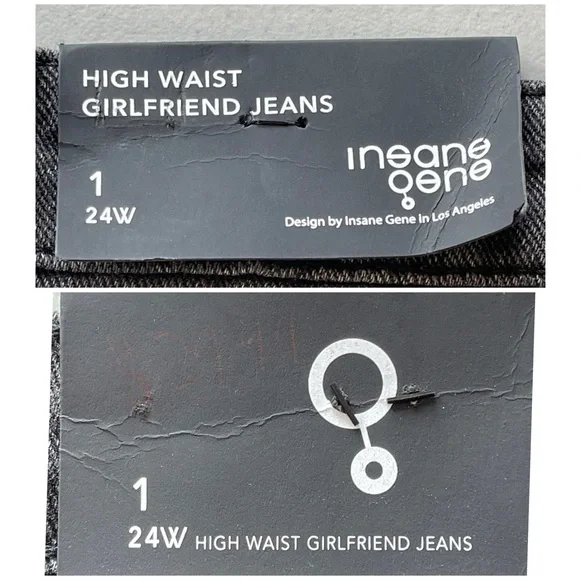 HIGH WAIST
GIRLFRIEND JEANS
1
24W
insane
gene
Design by Insane Gene in Los Angeles
1
24W HIGH WAIST GIRLFRIEND JEANS